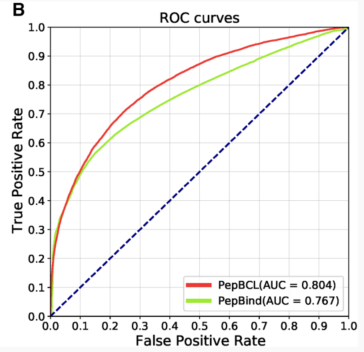 B
ROC curves
1.0
0.9
0.8
0.7
0.6
0.5
0.4
0.3
0.2
0.1
0.0
True Positive Rate
PepBCL(AUC = 0.804)
PepBind(AUC = 0.767)
0.0 0.1 0.2 0.3 0.4 0.5 0.6 0.7 0.8 0.9 1.0
False Positive Rate